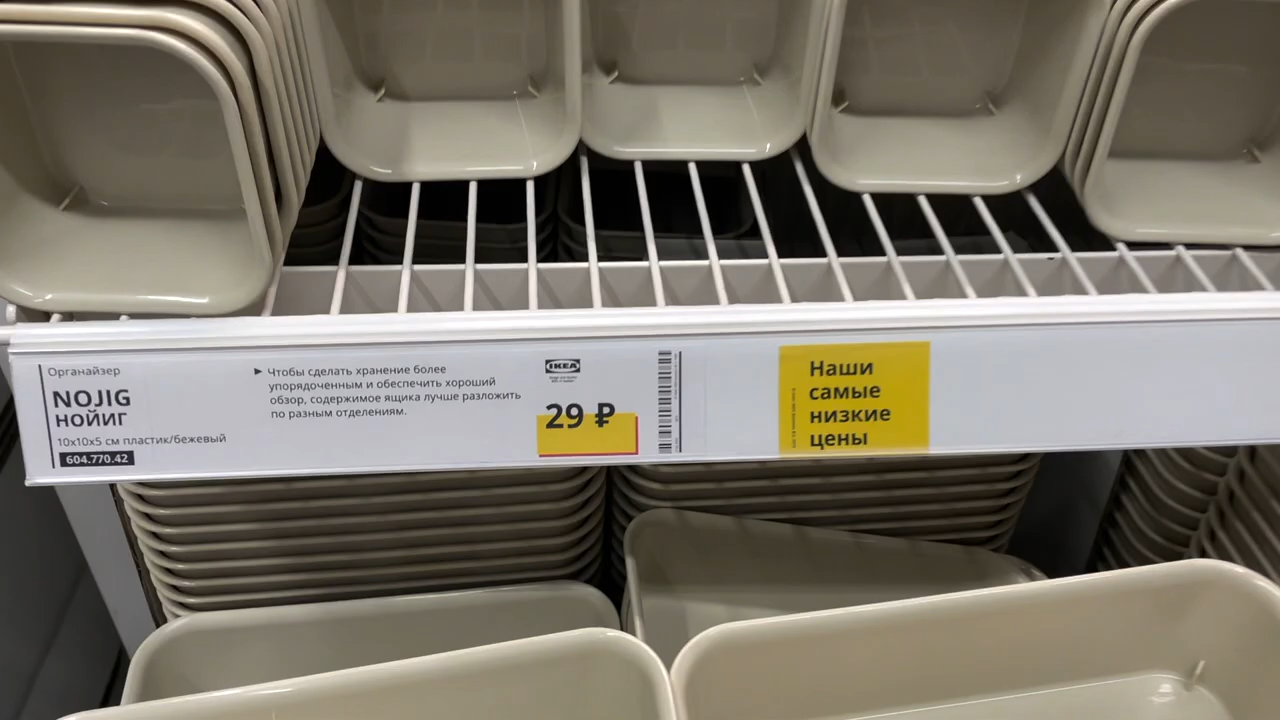 Органайзер
NOJIG
НОЙИГ
10x10x5 см пластик/бежевый
604.770.42
► Чтобы сделать хранение более
упорядоченным и обеспечить хороший
обзор, содержимое ящика лучше разложить
по разным отделениям.
IKEA
29 ₽
Наши
самые
низкие
цены